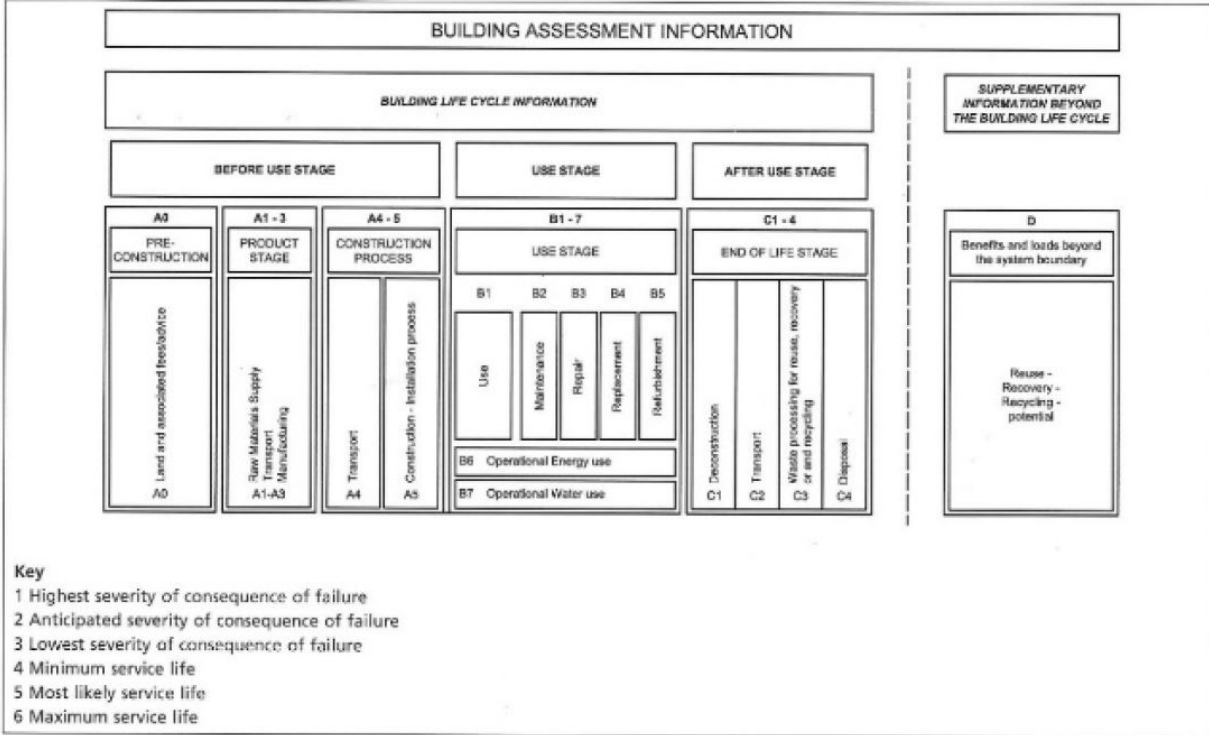 BUILDING ASSESSMENT INFORMATION
BUILDING LIFE CYCLE INFORMATION
SUPPLEMENTARY
INFORMATION BEYOND
THE BUILDING LIFE CYCLE
BEFORE USE STAGE
USE STAGE
AFTER USE STAGE
A0
A1 - 3
A4 - 5
B1 - 7
C1 - 4
D
PRE-
CONSTRUCTION
PRODUCT
STAGE
CONSTRUCTION
PROCESS
USE STAGE
END OF LIFE STAGE
Benefits and loads beyond
the system boundary
B1
B2
B3
B4
B5
Land and associated fees/advice
A0
Raw Materials Supply
Transport
Manufacturing
A1-A3
Transport
A4
Construction - Installation process
A5
Use
Maintenance
Repair
Replacement
Refurbishment
B6 Operational Energy use
B7 Operational Water use
Deconstruction
C1
Transport
C2
Waste processing for reuse, recovery
or and recycling
C3
Disposal
C4
Reuse -
Recovery -
Recycling -
potential
Key
1 Highest severity of consequence of failure
2 Anticipated severity of consequence of failure
3 Lowest severity of consequence of failure
4 Minimum service life
5 Most likely service life
6 Maximum service life